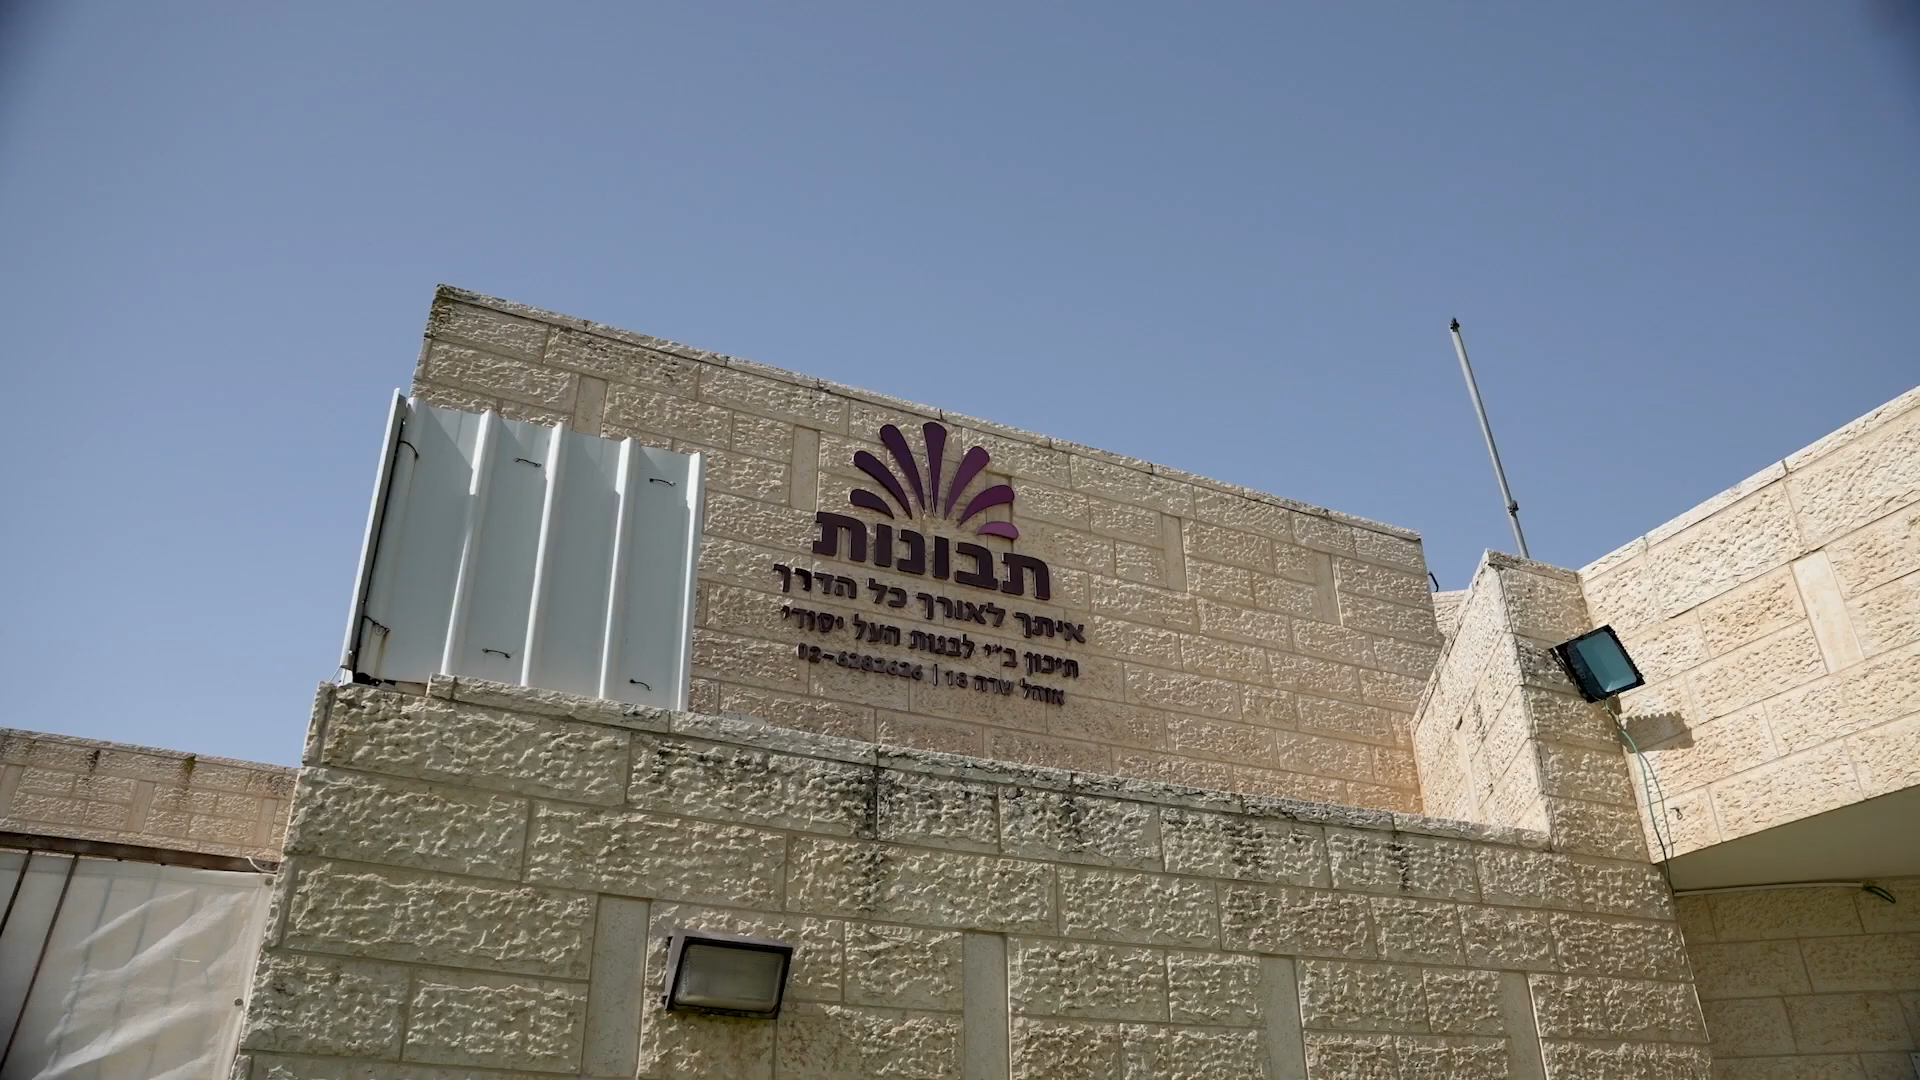 תבונות
איתך לאורך כל הדרך
תיכון ב״י לבנות העל יסודי
אוהל שרה 18 | 02-6282626